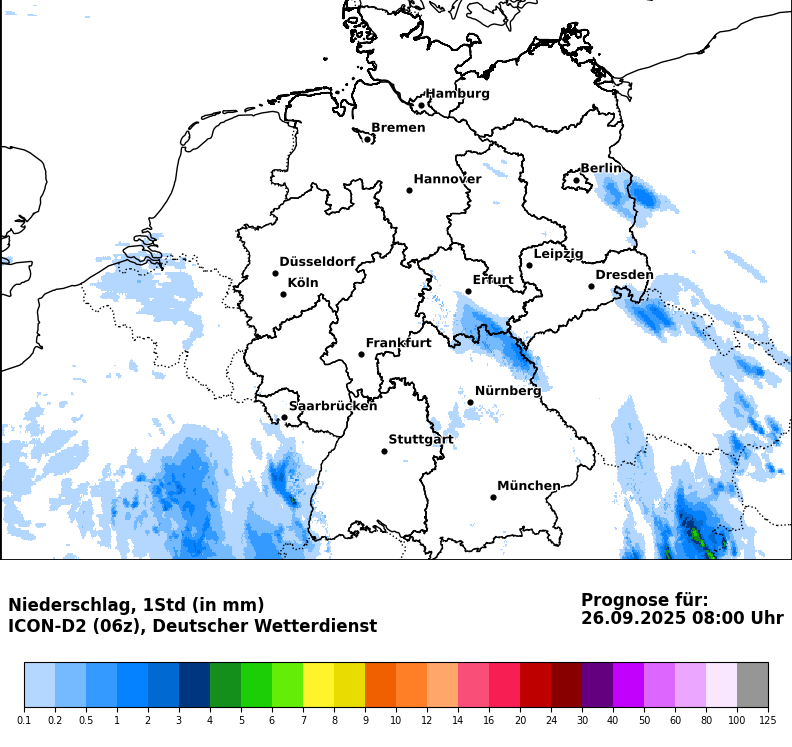 Hamburg
Bremen
Berlin
Hannover
Leipzig
Düsseldorf
Dresden
Köln
Erfurt
Frankfurt
Nürnberg
Saarbrücken
Stuttgart
München
Niederschlag, 1Std (in mm)
ICON-D2 (06z), Deutscher Wetterdienst
Prognose für:
26.09.2025 08:00 Uhr
0.1 0.2 0.5 1 2 3 4 5 6 7 8 9 10 12 14 16 20 24 30 40 50 60 80 100 125